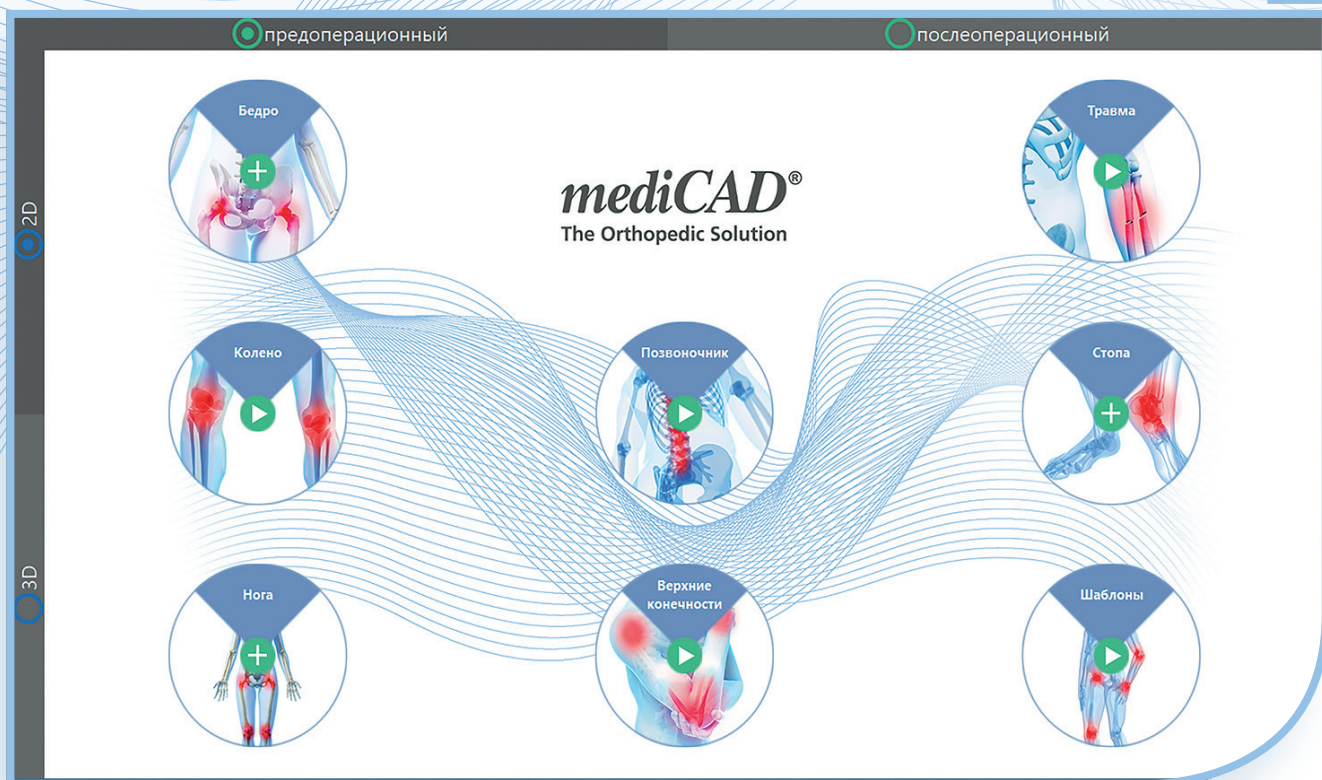 предоперационный
послеоперационный
2D
3D
Бедро
Травма
mediCAD®
The Orthopedic Solution
Колено
Позвоночник
Стопа
Нога
Верхние
конечности
Шаблоны